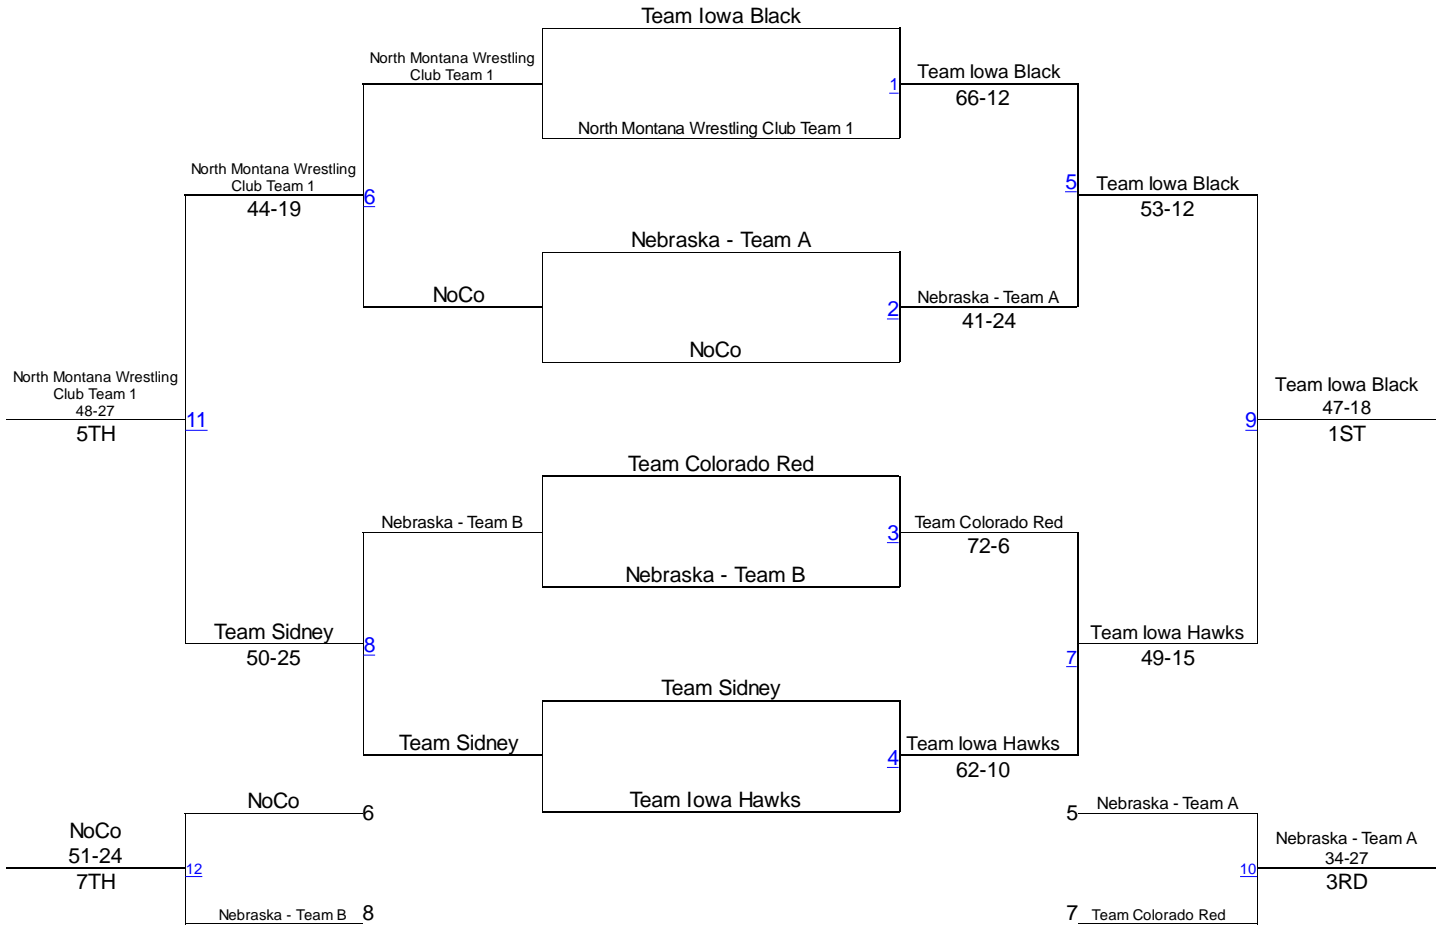 Team Iowa Black
North Montana Wrestling
Club Team 1
1
Team Iowa Black
66-12
North Montana Wrestling Club Team 1
North Montana Wrestling
Club Team 1
44-19
6
5
Team Iowa Black
53-12
Nebraska - Team A
NoCo
2
Nebraska - Team A
41-24
NoCo
North Montana Wrestling
Club Team 1
48-27
5TH
11
9
Team Iowa Black
47-18
1ST
Team Colorado Red
Nebraska - Team B
3
Team Colorado Red
72-6
Nebraska - Team B
Team Sidney
50-25
8
7
Team Iowa Hawks
49-15
Team Sidney
Team Sidney
4
Team Iowa Hawks
62-10
Team Iowa Hawks
NoCo
6
5
Nebraska - Team A
NoCo
51-24
7TH
12
10
Nebraska - Team A
34-27
3RD
Nebraska - Team B
8
7
Team Colorado Red